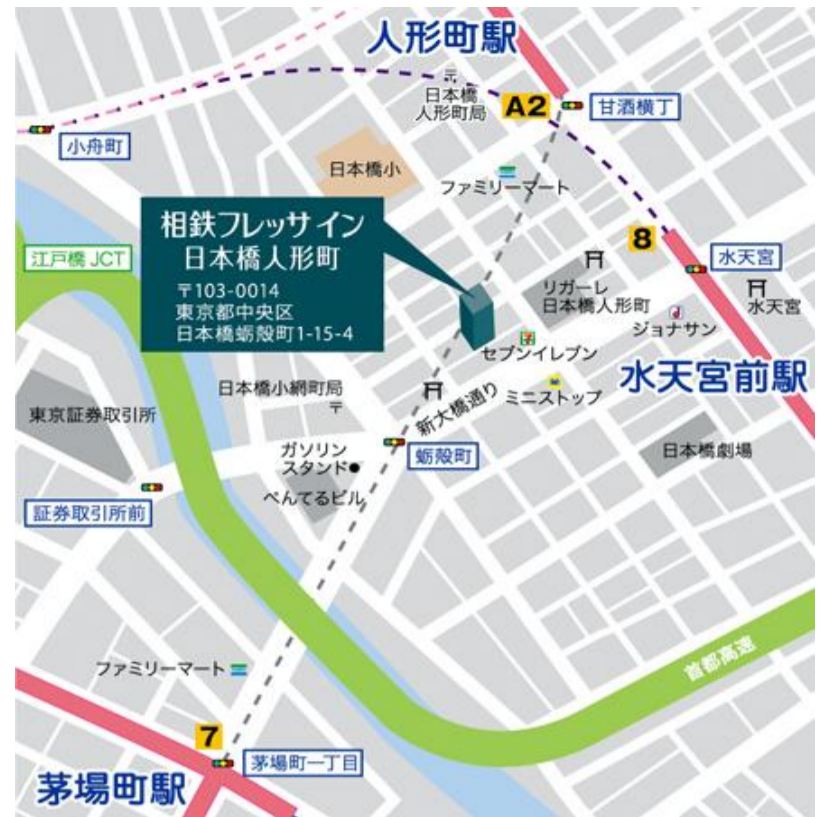 人形町駅
〒
日本橋
人形町局
A2
甘酒横丁
小舟町
日本橋小
ファミリーマート
相鉄フレッサイン
日本橋人形町
〒103-0014
東京都中央区
日本橋蛎殻町1-15-4
江戸橋 JCT
8
水天宮
リガーレ
日本橋人形町
水天宮
ジョナサン
セブンイレブン
水天宮前駅
日本橋小網町局
〒
新大橋通り
ミニストップ
東京証券取引所
ガソリン
スタンド
蛎殻町
日本橋劇場
ぺんてるビル
証券取引所前
首都高速
ファミリーマート
7
茅場町一丁目
茅場町駅